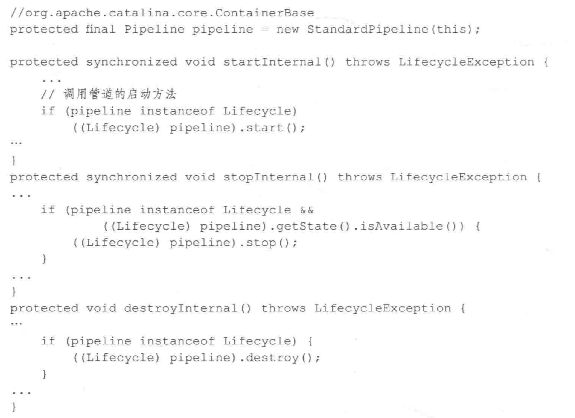 //org.apache.catalina.core.ContainerBase
protected final Pipeline pipeline = new StandardPipeline(this);
protected synchronized void startInternal() throws LifecycleException {
...
// 调用管道的启动方法
if (pipeline instanceof Lifecycle)
((Lifecycle) pipeline).start();
...
}
protected synchronized void stopInternal() throws LifecycleException {
...
if (pipeline instanceof Lifecycle &&
((Lifecycle) pipeline).getState().isAvailable()) {
((Lifecycle) pipeline).stop();
}
...
}
protected void destroyInternal() throws LifecycleException {
...
if (pipeline instanceof Lifecycle) {
((Lifecycle) pipeline).destroy();
}
...
}